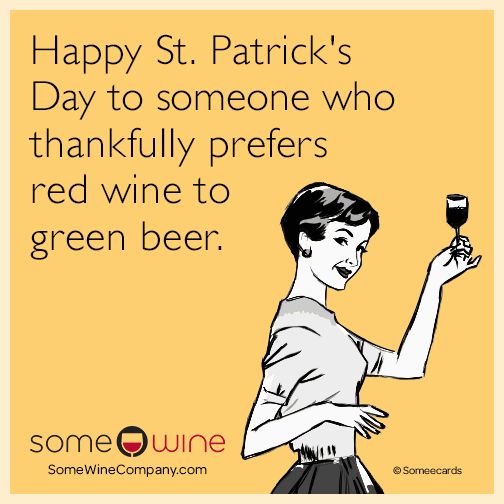 Happy St. Patrick's
Day to someone who
thankfully prefers
red wine to
green beer.
some wine
SomeWineCompany.com
© Someecards